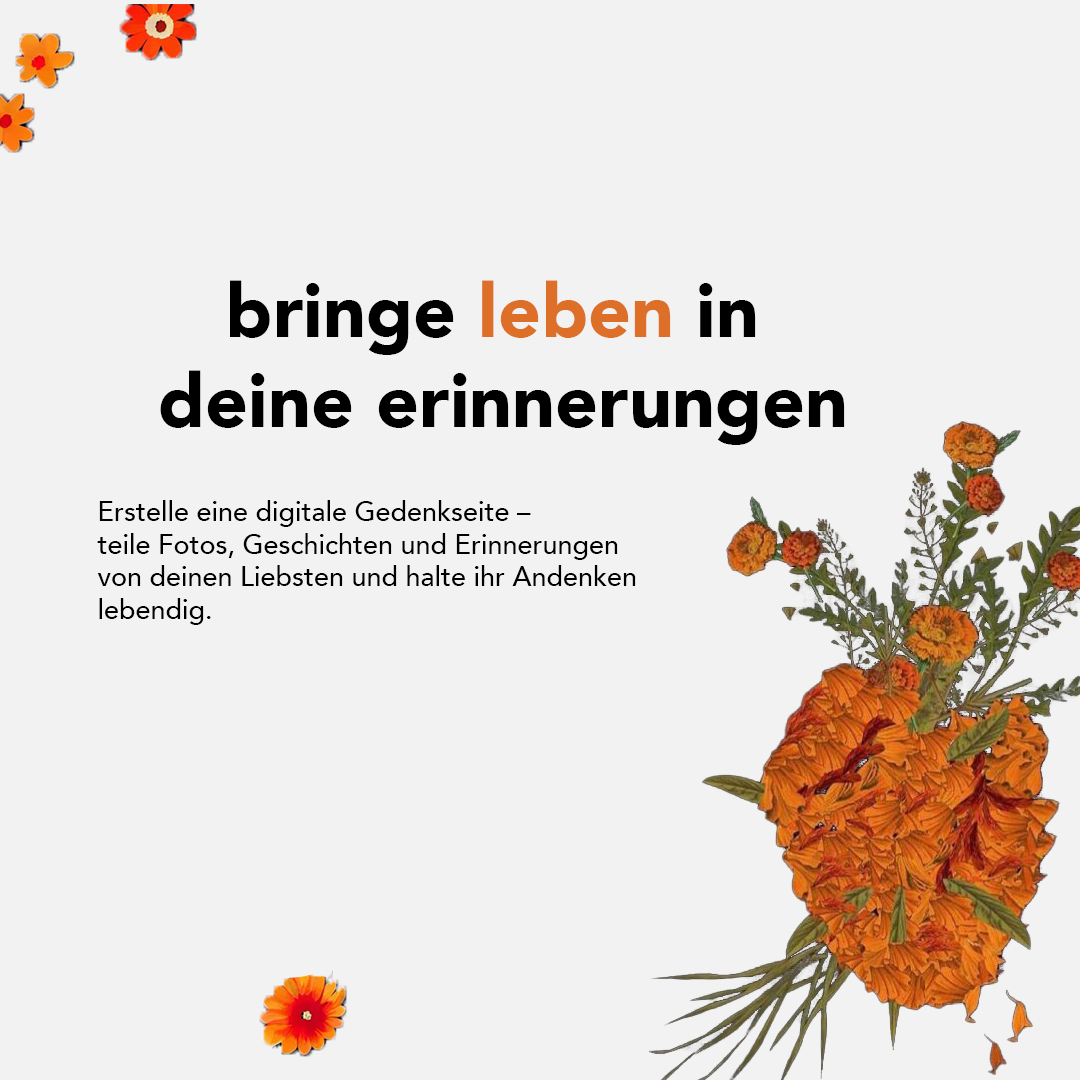 bringe leben in
deine erinnerungen
Erstelle eine digitale Gedenkseite –
teile Fotos, Geschichten und Erinnerungen
von deinen Liebsten und halte ihr Andenken
lebendig.